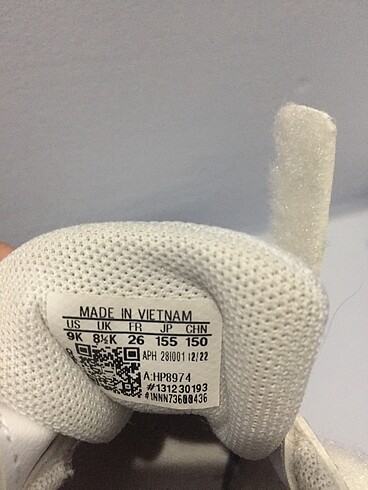 MADE IN VIETNAM
US UK FR JP CHN
9K 8½K 26 155 150
APH 281001 12/22
A:HP8974
#131230193
#1NNN73600436